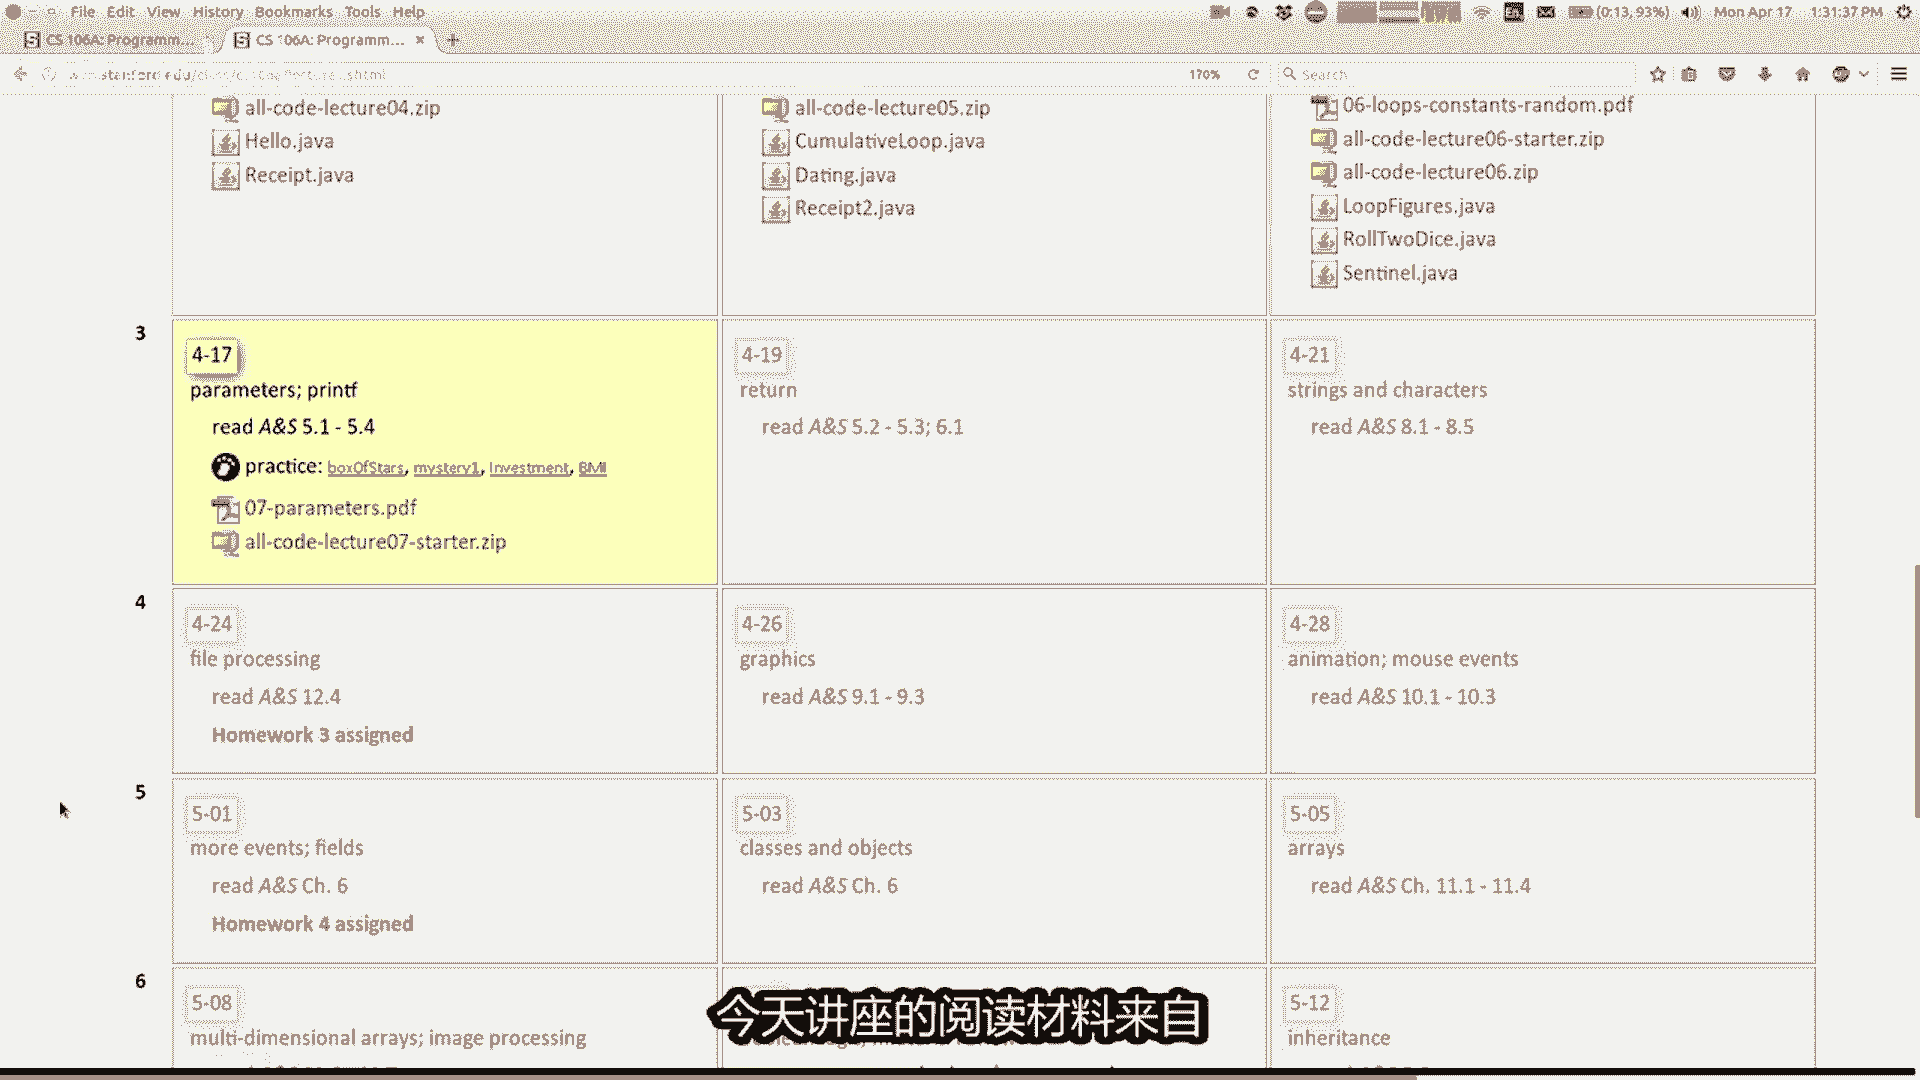 File Edit View History Bookmarks Tools Help
(0:13, 93%) Mon Apr 17 1:31:37 PM
CS 106A: Programm...
CS 106A: Programm...
170%
Search
all-code-lecture04.zip
Hello.java
Receipt.java
all-code-lecture05.zip
CumulativeLoop.java
Dating.java
Receipt2.java
06-loops-constants-random.pdf
all-code-lecture06-starter.zip
all-code-lecture06.zip
LoopFigures.java
RollTwoDice.java
Sentinel.java
3
4-17
parameters; printf
read A&S 5.1 - 5.4
practice: boxOfStars, mystery1, Investment, BMI
07-parameters.pdf
all-code-lecture07-starter.zip
4-19
return
read A&S 5.2 - 5.3; 6.1
4-21
strings and characters
read A&S 8.1 - 8.5
4
4-24
file processing
read A&S 12.4
Homework 3 assigned
4-26
graphics
read A&S 9.1 - 9.3
4-28
animation; mouse events
read A&S 10.1 - 10.3
5
5-01
more events; fields
read A&S Ch. 6
Homework 4 assigned
5-03
classes and objects
read A&S Ch. 6
5-05
arrays
read A&S Ch. 11.1 - 11.4
6
5-08
multi-dimensional arrays; image processing
5-12
inheritance
今天讲座的阅读材料来自